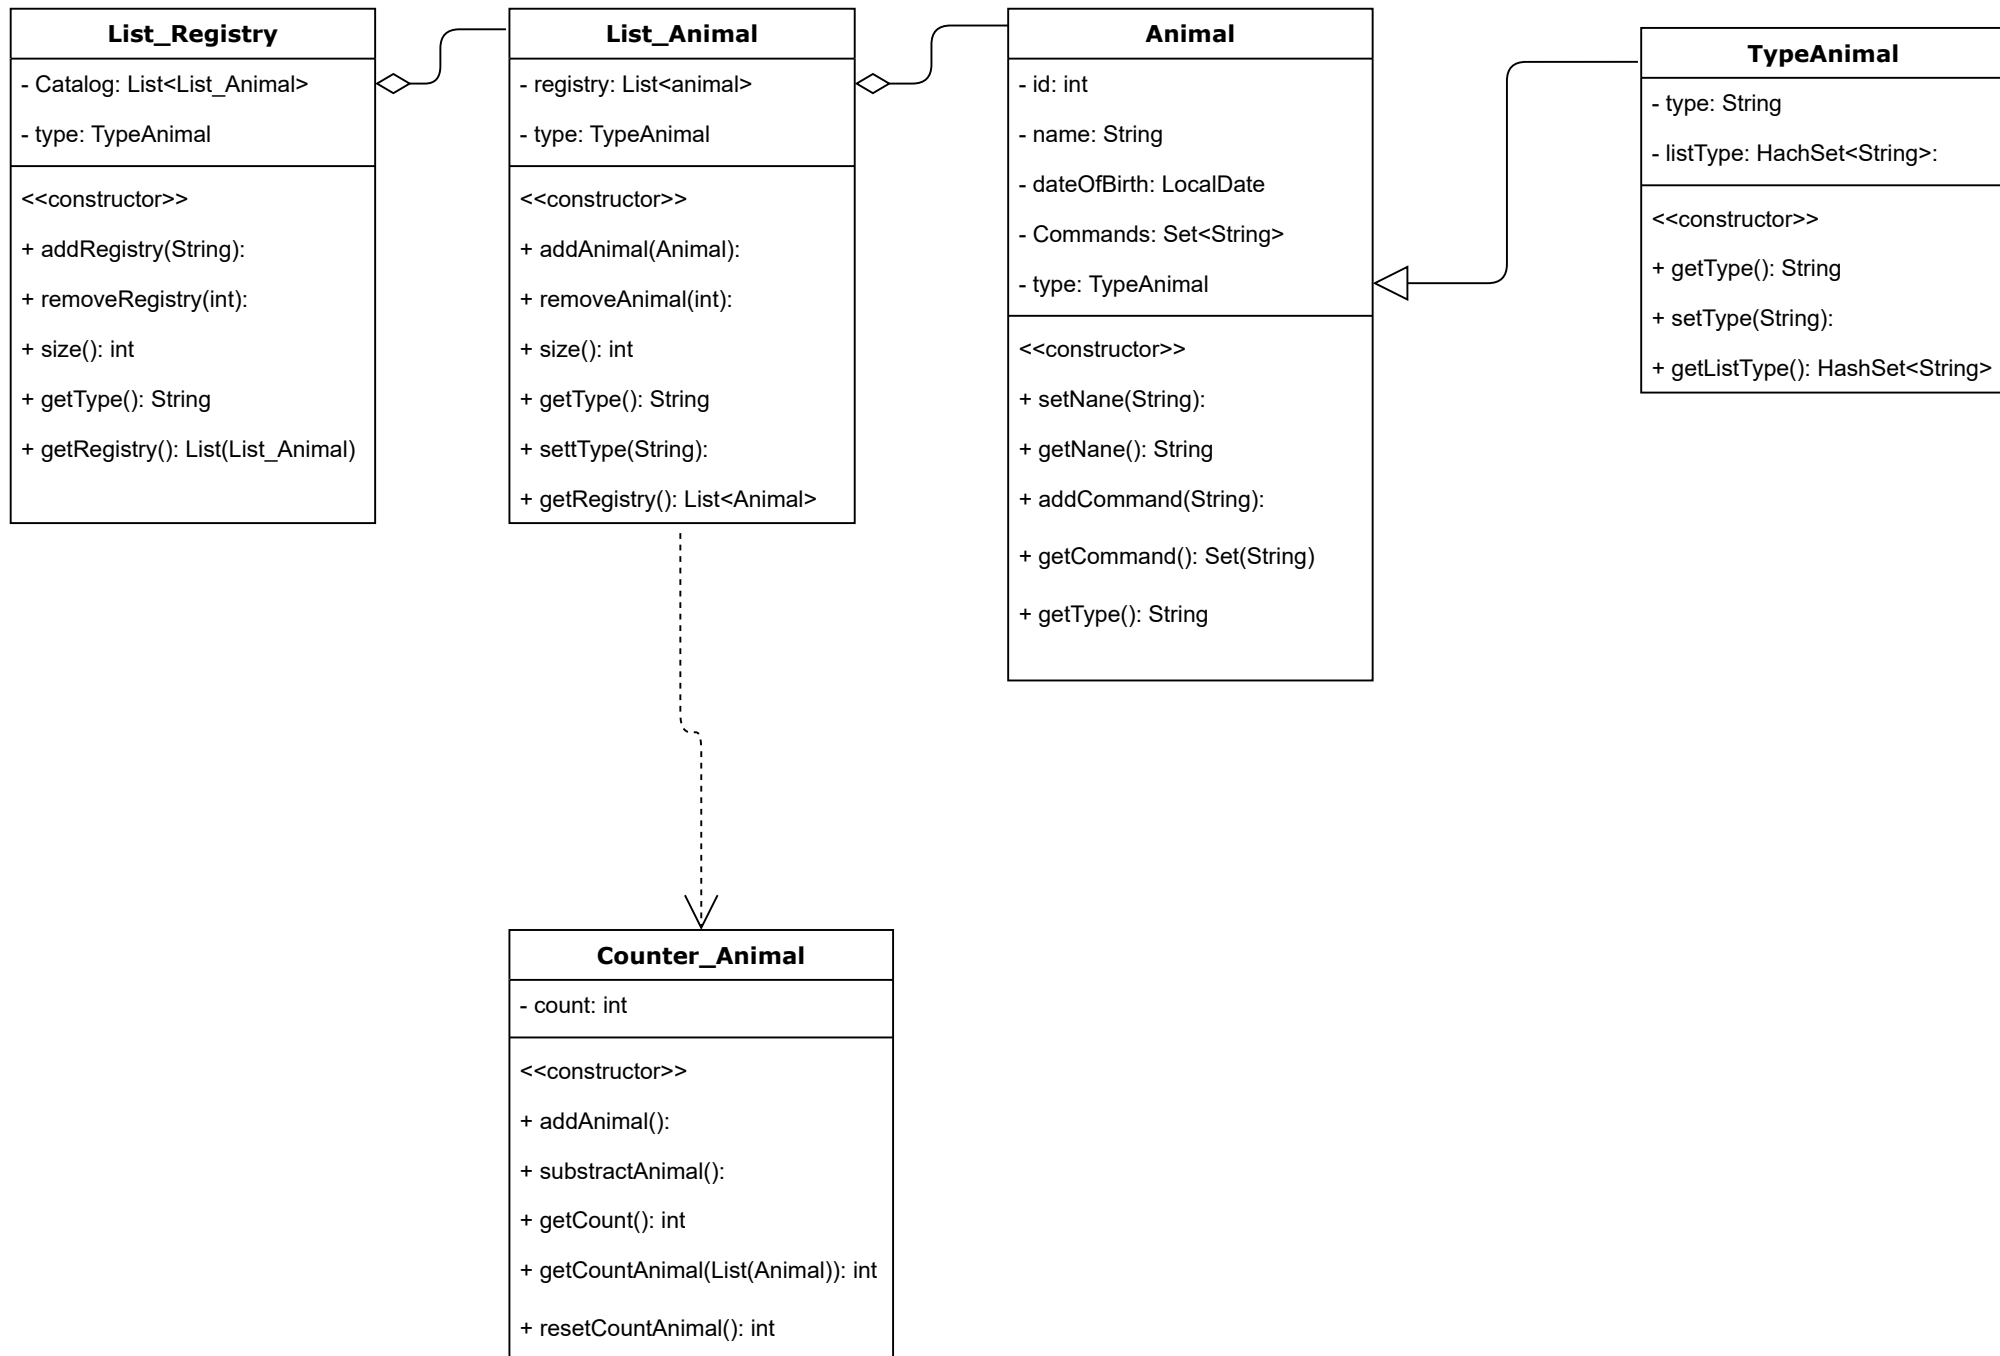 List_Registry
- Catalog: List<List_Animal>
- type: TypeAnimal
<<constructor>>
+ addRegistry(String):
+ removeRegistry(int):
+ size(): int
+ getType(): String
+ getRegistry(): List(List_Animal)
List_Animal
- registry: List<animal>
- type: TypeAnimal
<<constructor>>
+ addAnimal(Animal):
+ removeAnimal(int):
+ size(): int
+ getType(): String
+ settType(String):
+ getRegistry(): List<Animal>
Animal
- id: int
- name: String
- dateOfBirth: LocalDate
- Commands: Set<String>
- type: TypeAnimal
<<constructor>>
+ setNane(String):
+ getNane(): String
+ addCommand(String):
+ getCommand(): Set(String)
+ getType(): String
TypeAnimal
- type: String
- listType: HachSet<String>:
<<constructor>>
+ getType(): String
+ setType(String):
+ getListType(): HashSet<String>
Counter_Animal
- count: int
<<constructor>>
+ addAnimal():
+ substractAnimal():
+ getCount(): int
+ getCountAnimal(List(Animal)): int
+ resetCountAnimal(): int